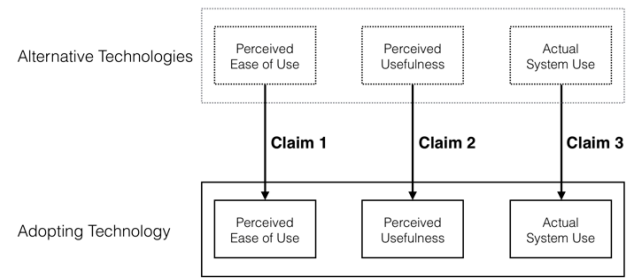 Alternative Technologies
Perceived
Ease of Use
Perceived
Usefulness
Actual
System Use
Claim 1
Claim 2
Claim 3
Adopting Technology
Perceived
Ease of Use
Perceived
Usefulness
Actual
System Use